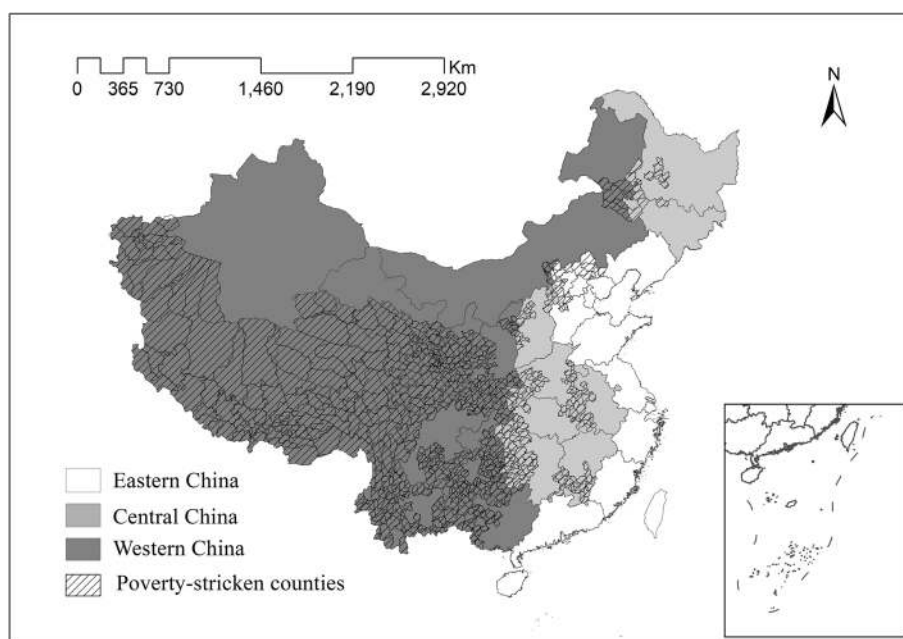 Km
0 365 730 1,460 2,190 2,920
N
Eastern China
Central China
Western China
Poverty-stricken counties